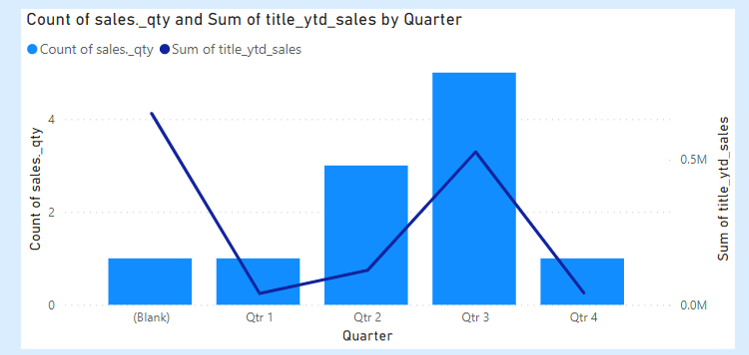 Count of sales._qty and Sum of title_ytd_sales by Quarter
Count of sales._qty Sum of title_ytd_sales
Count of sales._qty
4
2
0
0.5M
0.0M
Sum of title_ytd_sales
(Blank) Qtr 1 Qtr 2 Qtr 3 Qtr 4
Quarter